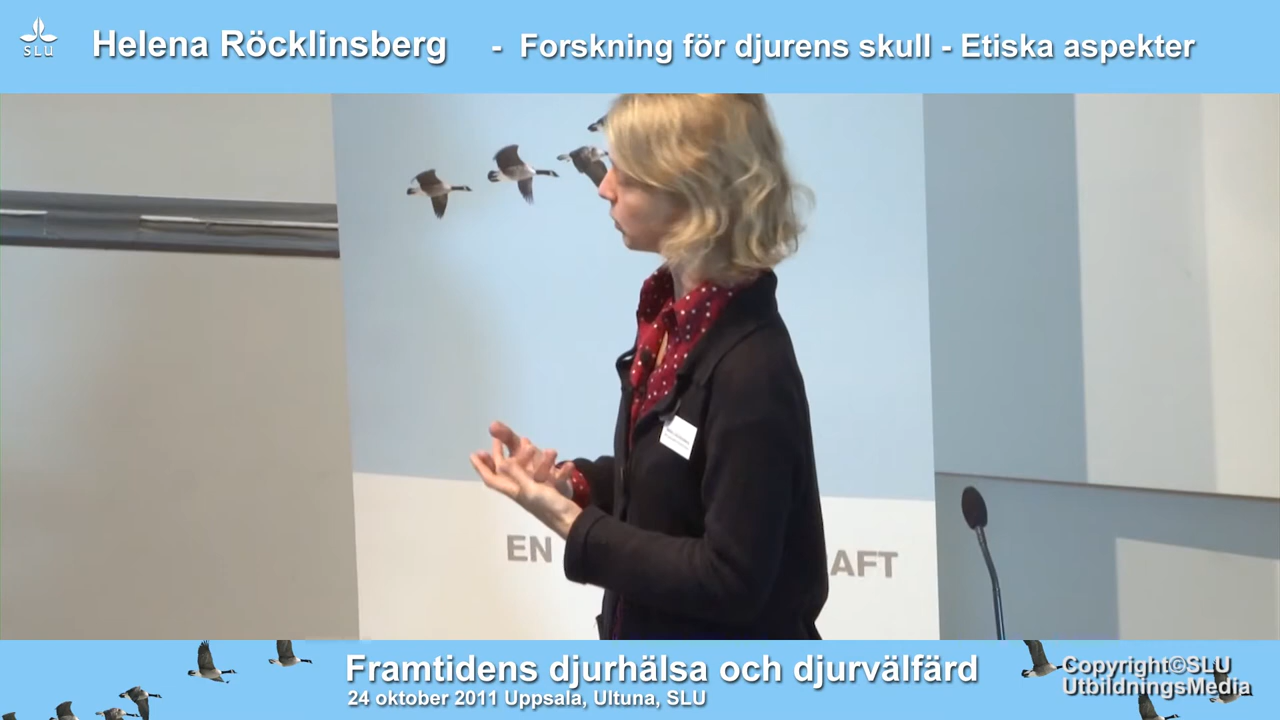 SLU
Helena Röcklinsberg - Forskning för djurens skull - Etiska aspekter
EN AFT
Framtidens djurhälsa och djurvälfärd
24 oktober 2011 Uppsala, Ultuna, SLU
Copyright©SLU
UtbildningsMedia